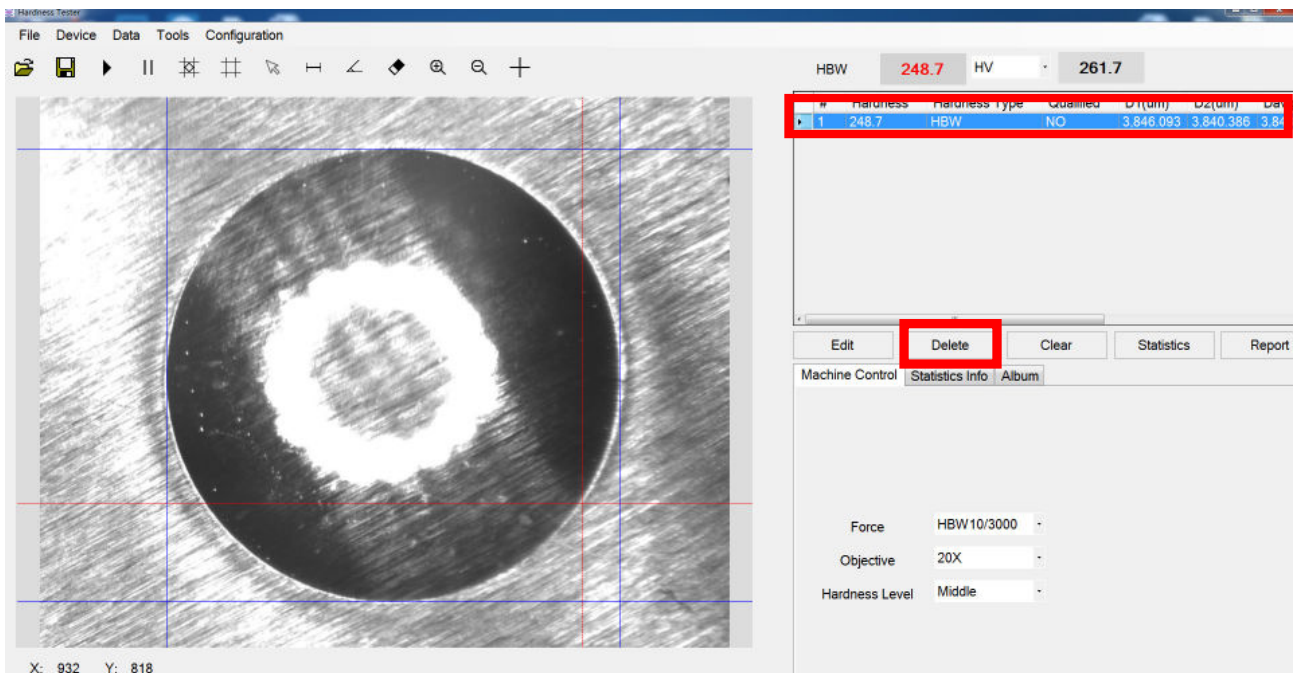 Hardness Tester
File Device Data Tools Configuration
HBW 248.7 HV 261.7
# Hardness Hardness Type Qualified D1(um) D2(um)
1 248.7 HBW NO 3,846.093 3,840.386
Edit Delete Clear Statistics Report
Machine Control Statistics Info Album
Force HBW10/3000
Objective 20X
Hardness Level Middle
X: 932 Y: 818